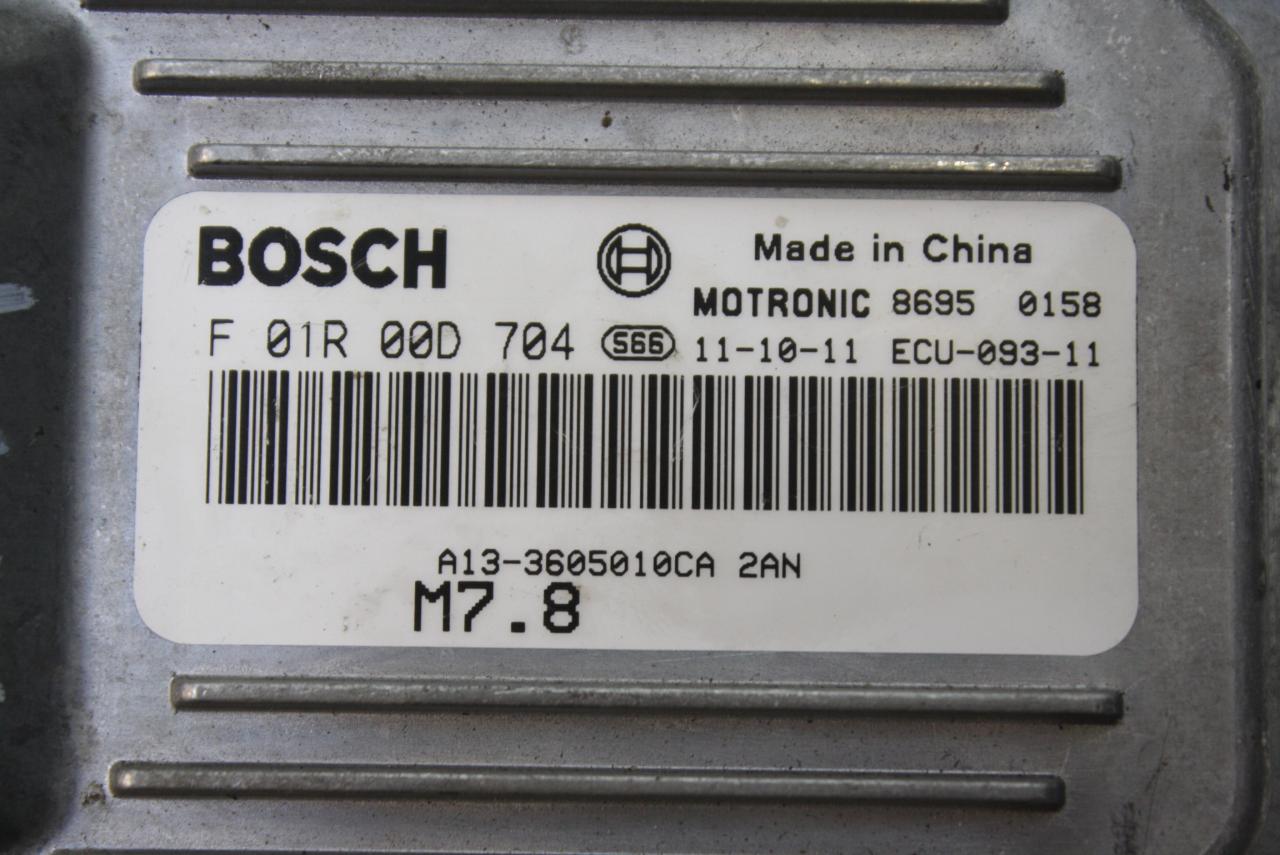 BOSCH Made in China
MOTRONIC 8695 0158
F 01R 00D 704 S66 11-10-11 ECU-093-11
A13-3605010CA 2AN
M7.8